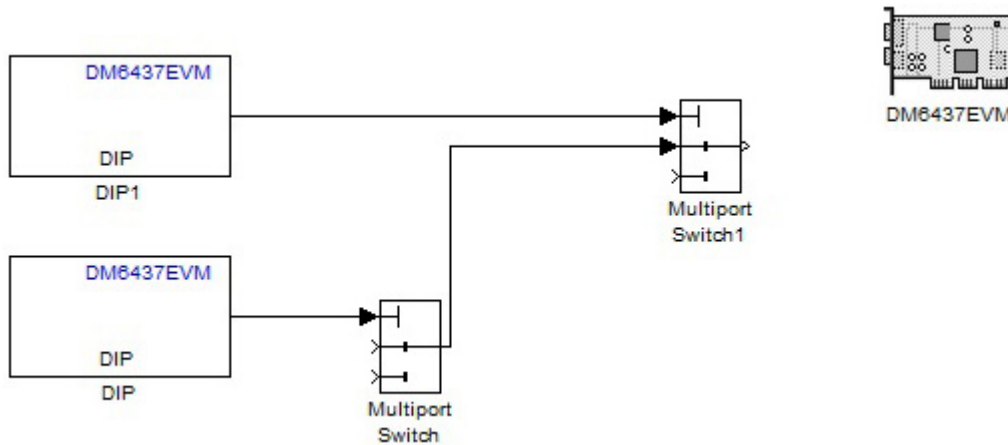 DM6437EVM
DIP
DIP1
Multiport
Switch1
DM6437EVM
DM6437EVM
DIP
DIP
Multiport
Switch